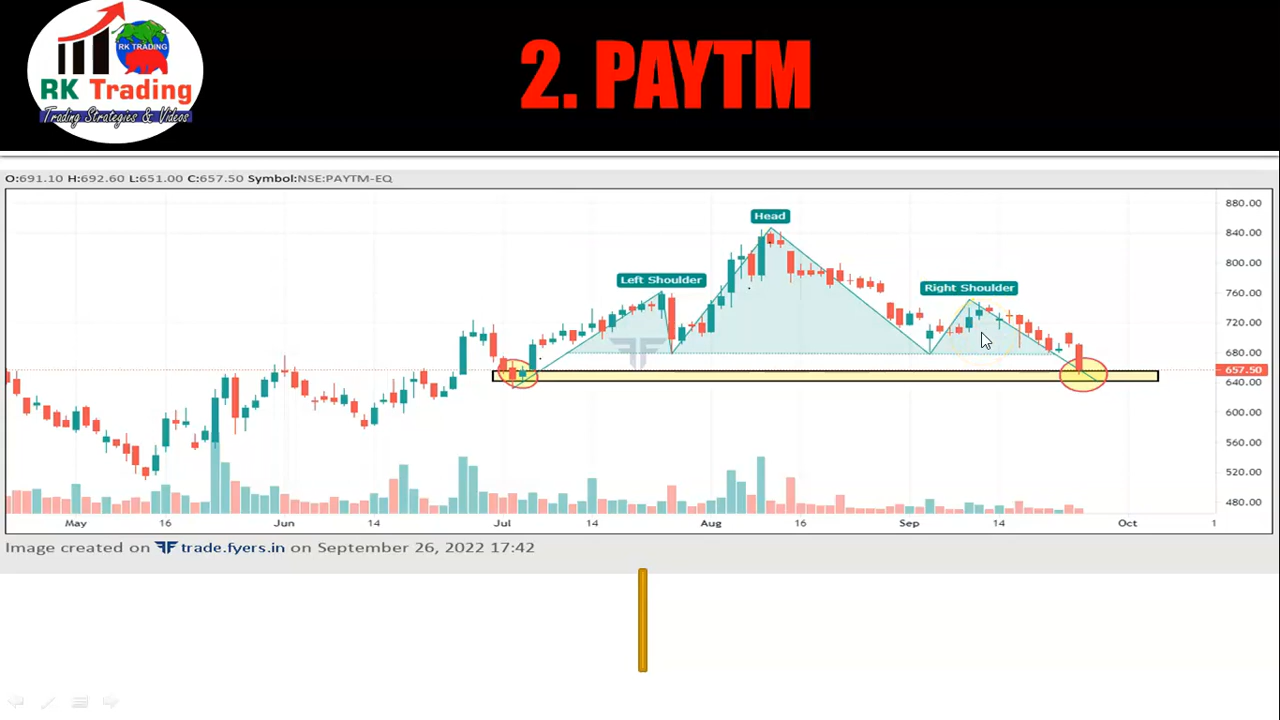 2. PAYTM
RK TRADING
RK Trading
Trading Strategies & Videos
O:691.10 H:692.60 L:651.00 C:657.50 Symbol:NSE:PAYTM-EQ
880.00
Head
840.00
800.00
Left Shoulder
Right Shoulder
760.00
720.00
680.00
657.50
640.00
600.00
560.00
520.00
480.00
May 16 Jun 14 Jul 14 Aug 16 Sep 14 Oct 1
Image created on trade.fyers.in on September 26, 2022 17:42